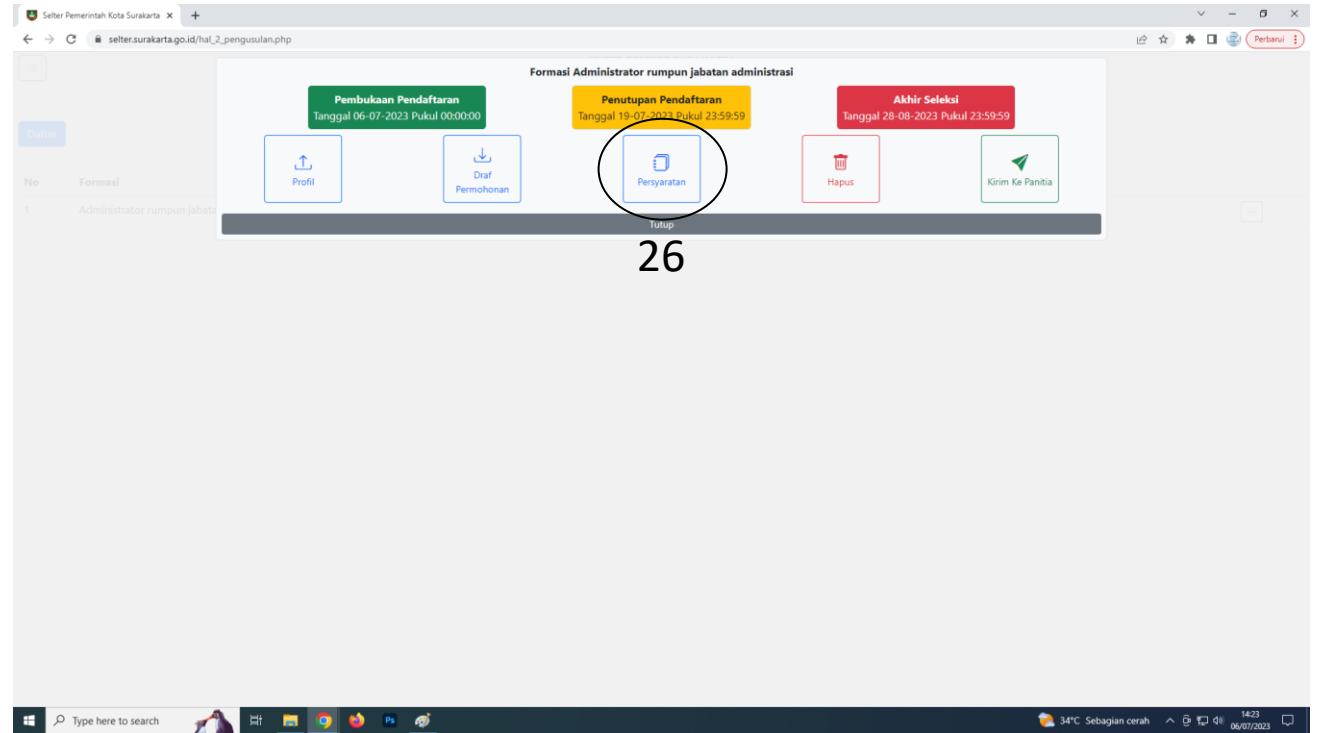 Selter Pemerintah Kota Surakarta
selter.surakarta.go.id/hal_2_pengusulan.php
Perbarui
Formasi Administrator rumpun jabatan administrasi
Pembukaan Pendaftaran
Tanggal 06-07-2023 Pukul 00:00:00
Penutupan Pendaftaran
Tanggal 19-07-2023 Pukul 23:59:59
Akhir Seleksi
Tanggal 28-08-2023 Pukul 23:59:59
Daftar
Profil
Draf
Permohonan
Persyaratan
Hapus
Kirim Ke Panitia
No Formasi
1 Administrator rumpun jabata
Tutup
26
Type here to search
Ps
34°C Sebagian cerah
14:23
06/07/2023